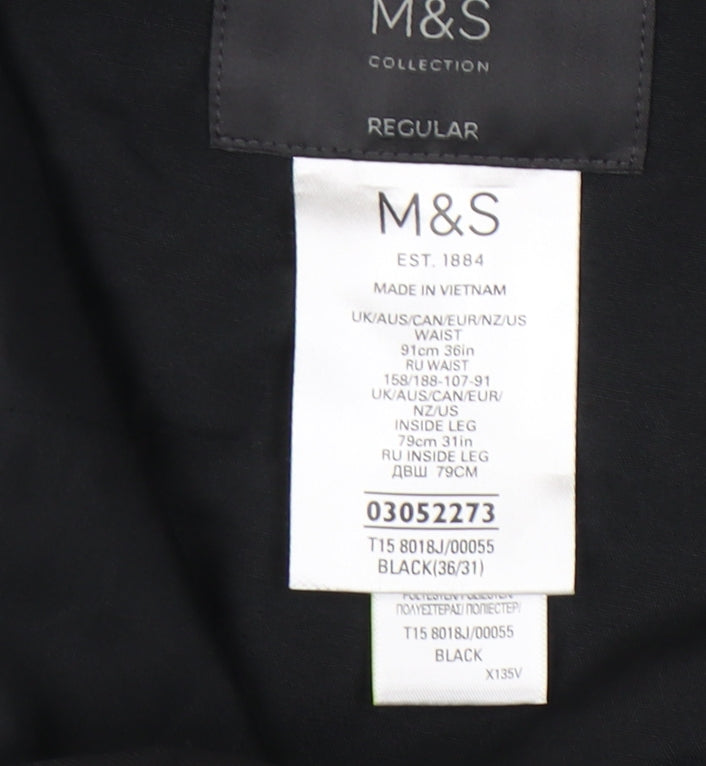 M&S
COLLECTION
REGULAR
M&S
EST. 1884
MADE IN VIETNAM
UK/AUS/CAN/EUR/NZ/US
WAIST
91cm 36in
RU WAIST
158/188-107-91
UK/AUS/CAN/EUR/
NZ/US
INSIDE LEG
79cm 31in
RU INSIDE LEG
ДВШ 79CM
03052273
T15 8018J/00055
BLACK(36/31)
ΠΟΛΥΕΣΤΕΡΑΣ/ ПОЛІЕСТЕР/
T15 8018J/00055
BLACK
X135V